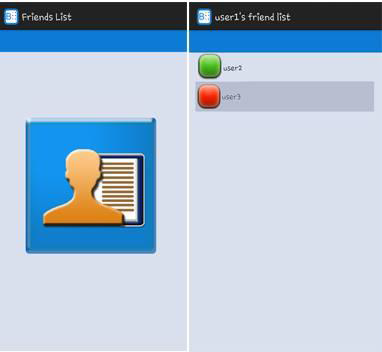 Friends List
user1's friend list
user2
user3